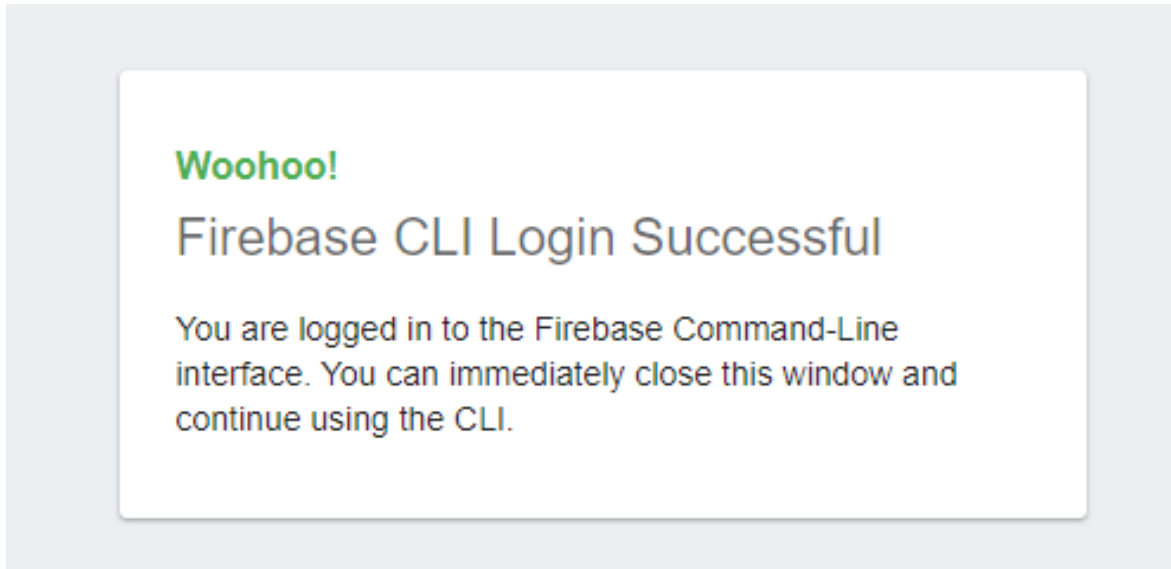 Woohoo!
Firebase CLI Login Successful
You are logged in to the Firebase Command-Line
interface. You can immediately close this window and
continue using the CLI.